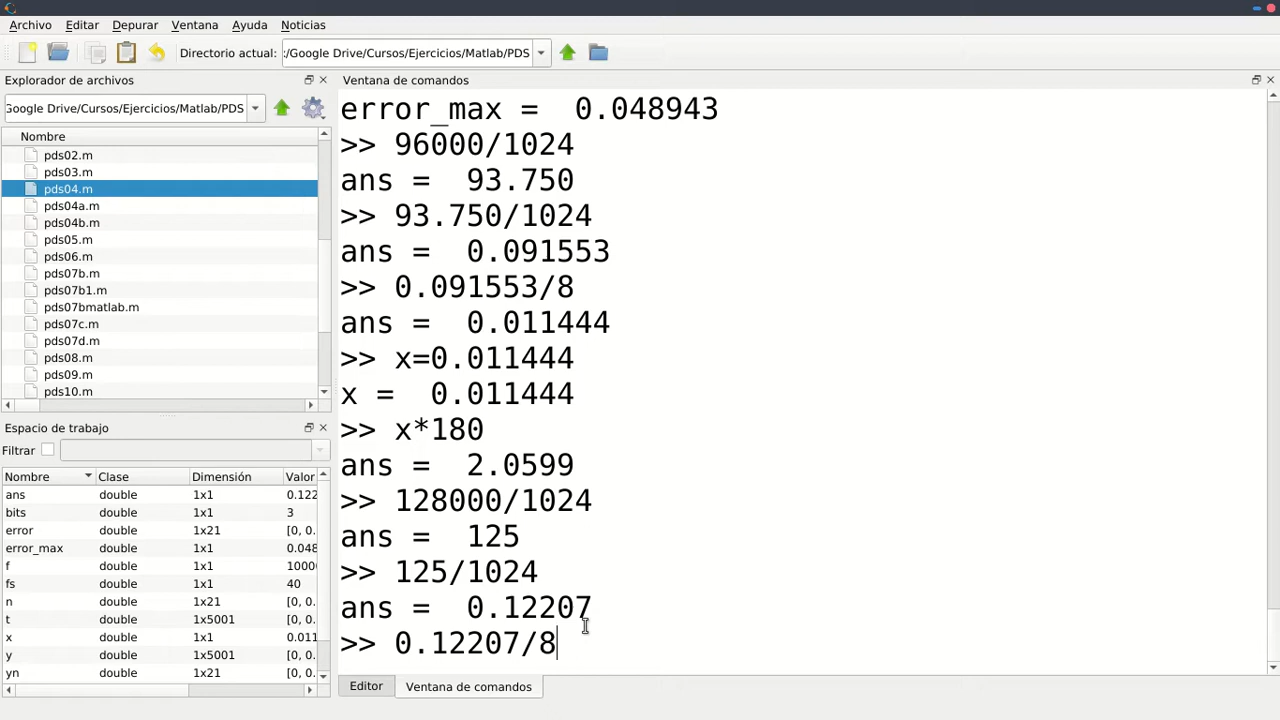 Archivo Editar Depurar Ventana Ayuda Noticias
Directorio actual: :/Google Drive/Cursos/Ejercicios/Matlab/PDS
Explorador de archivos
Google Drive/Cursos/Ejercicios/Matlab/PDS
Nombre
pds02.m
pds03.m
pds04.m
pds04a.m
pds04b.m
pds05.m
pds06.m
pds07b.m
pds07b1.m
pds07bmatlab.m
pds07c.m
pds07d.m
pds08.m
pds09.m
pds10.m
Espacio de trabajo
Filtrar
Nombre Clase Dimensión Valor
ans double 1x1 0.122
bits double 1x1 3
error double 1x21 [0, 0.
error_max double 1x1 0.048
f double 1x1 1000
fs double 1x1 40
n double 1x21 [0, 0.
t double 1x5001 [0, 0.
x double 1x1 0.011
y double 1x5001 [0, 0.
yn double 1x21 [0, 0.
Ventana de comandos
error_max = 0.048943
>> 96000/1024
ans = 93.750
>> 93.750/1024
ans = 0.091553
>> 0.091553/8
ans = 0.011444
>> x=0.011444
x = 0.011444
>> x*180
ans = 2.0599
>> 128000/1024
ans = 125
>> 125/1024
ans = 0.12207
>> 0.12207/8
Editor Ventana de comandos